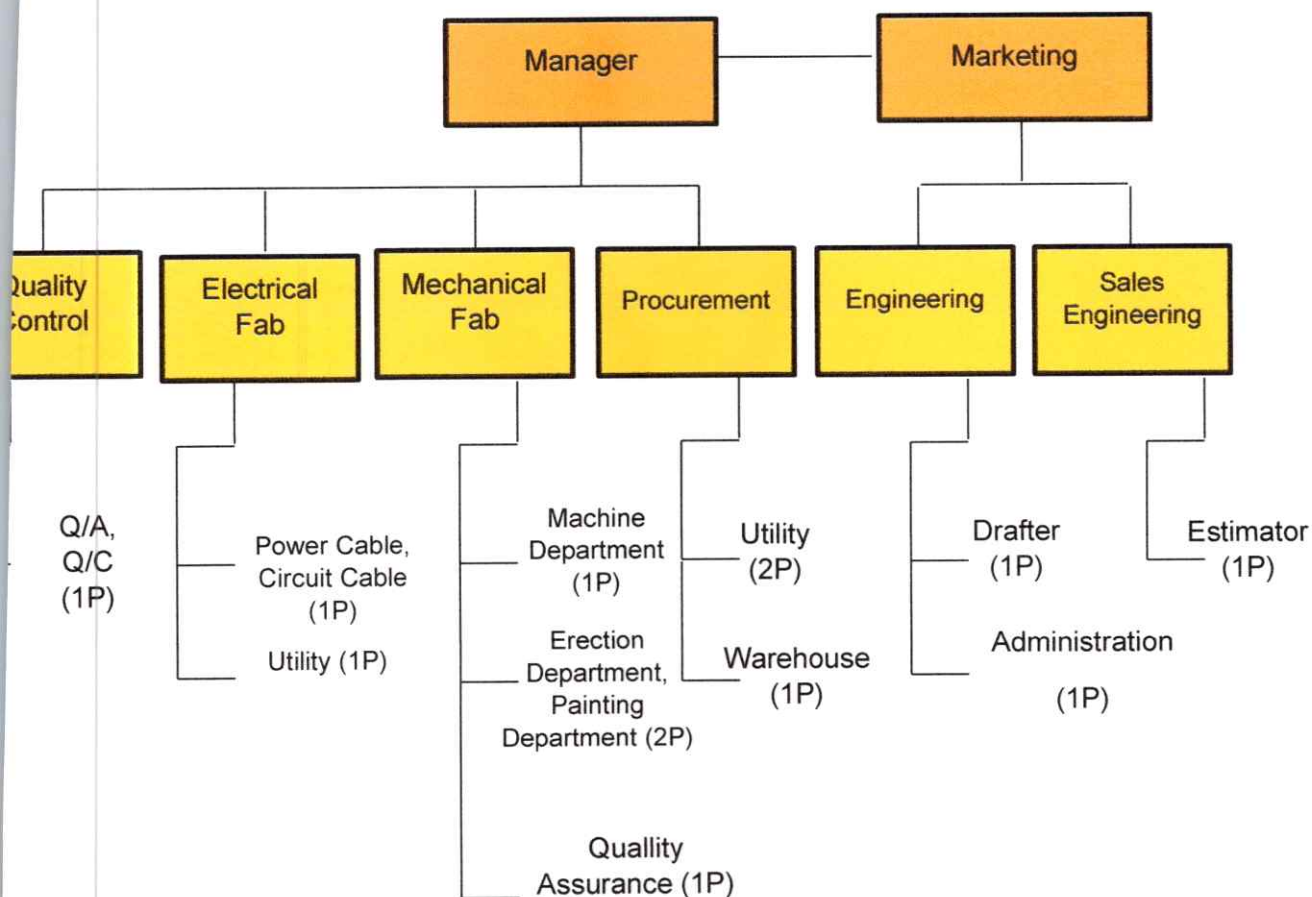 Manager
Marketing
Quality
Control
Electrical
Fab
Mechanical
Fab
Procurement
Engineering
Sales
Engineering
Q/A,
Q/C
(1P)
Power Cable,
Circuit Cable
(1P)
Utility (1P)
Machine
Department
(1P)
Erection
Department,
Painting
Department (2P)
Quallity
Assurance (1P)
Utility
(2P)
Warehouse
(1P)
Drafter
(1P)
Administration
(1P)
Estimator
(1P)